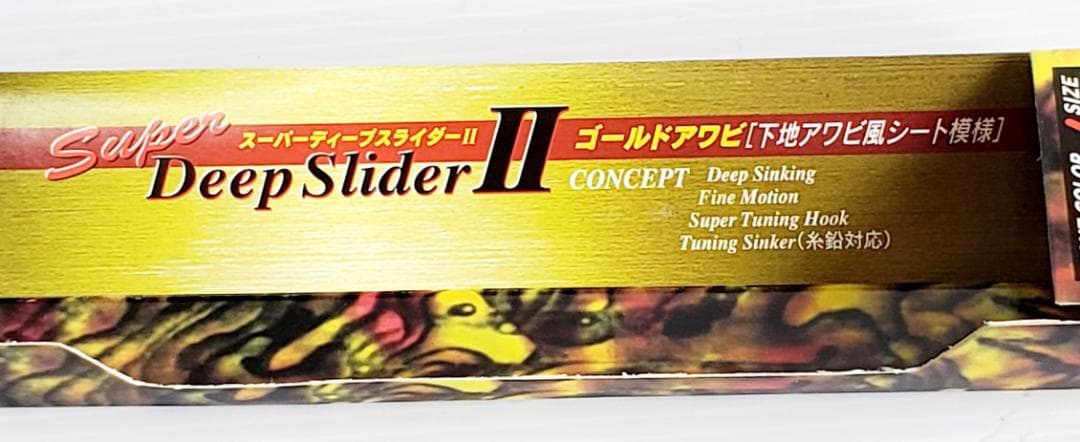 Super
スーパーディープスライダーII
Deep Slider II
ゴールドアワビ[下地アワビ風シート模様]
CONCEPT Deep Sinking
Fine Motion
Super Tuning Hook
Tuning Sinker(糸鉛対応)
SIZE
COLOR